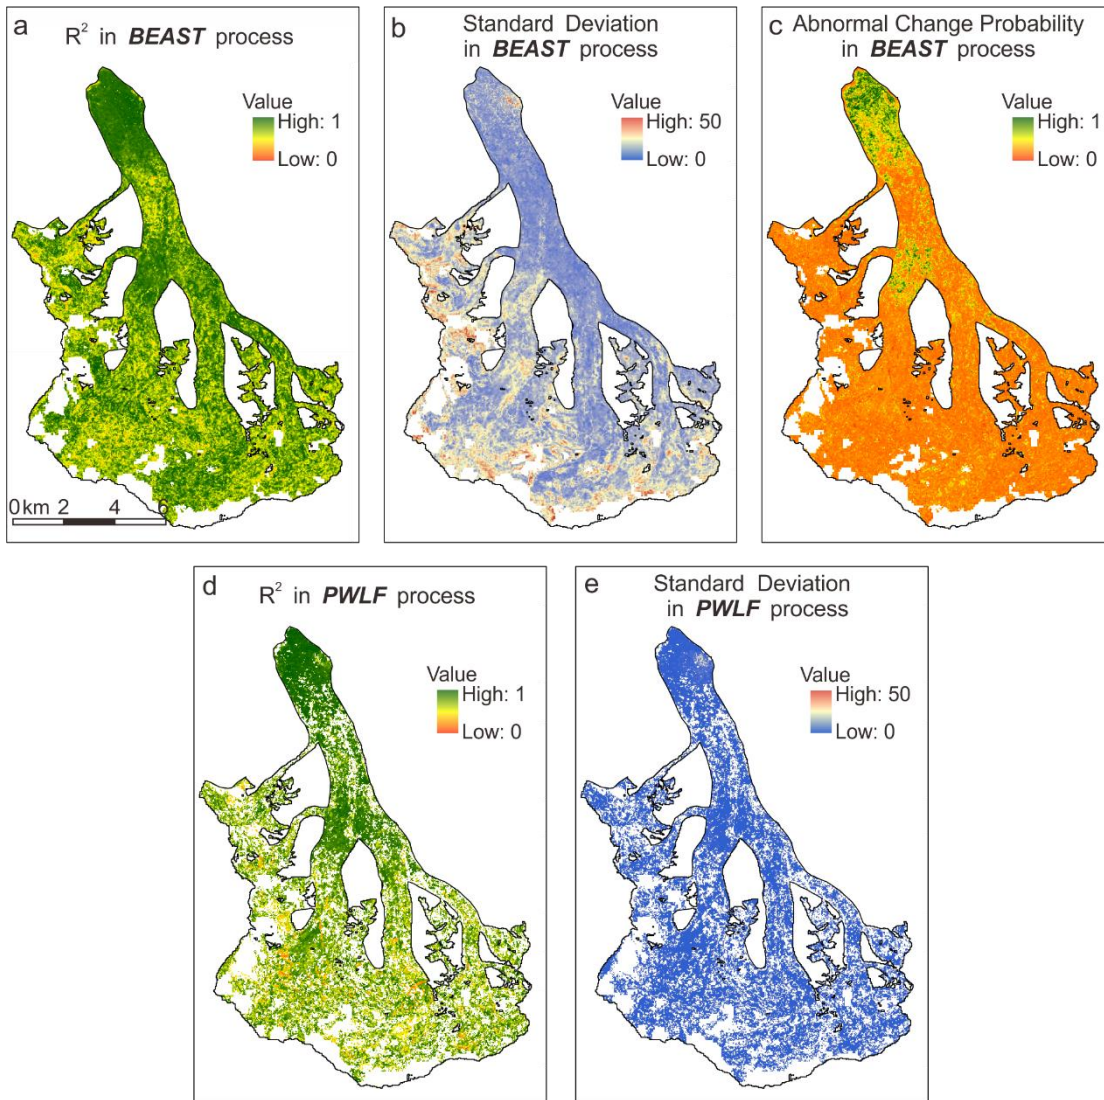 a
R² in BEAST process
Value
High: 1
Low: 0
0 km 2 4 6
b
Standard Deviation
in BEAST process
Value
High: 50
Low: 0
c
Abnormal Change Probability
in BEAST process
Value
High: 1
Low: 0
d
R² in PWLF process
Value
High: 1
Low: 0
e
Standard Deviation
in PWLF process
Value
High: 50
Low: 0